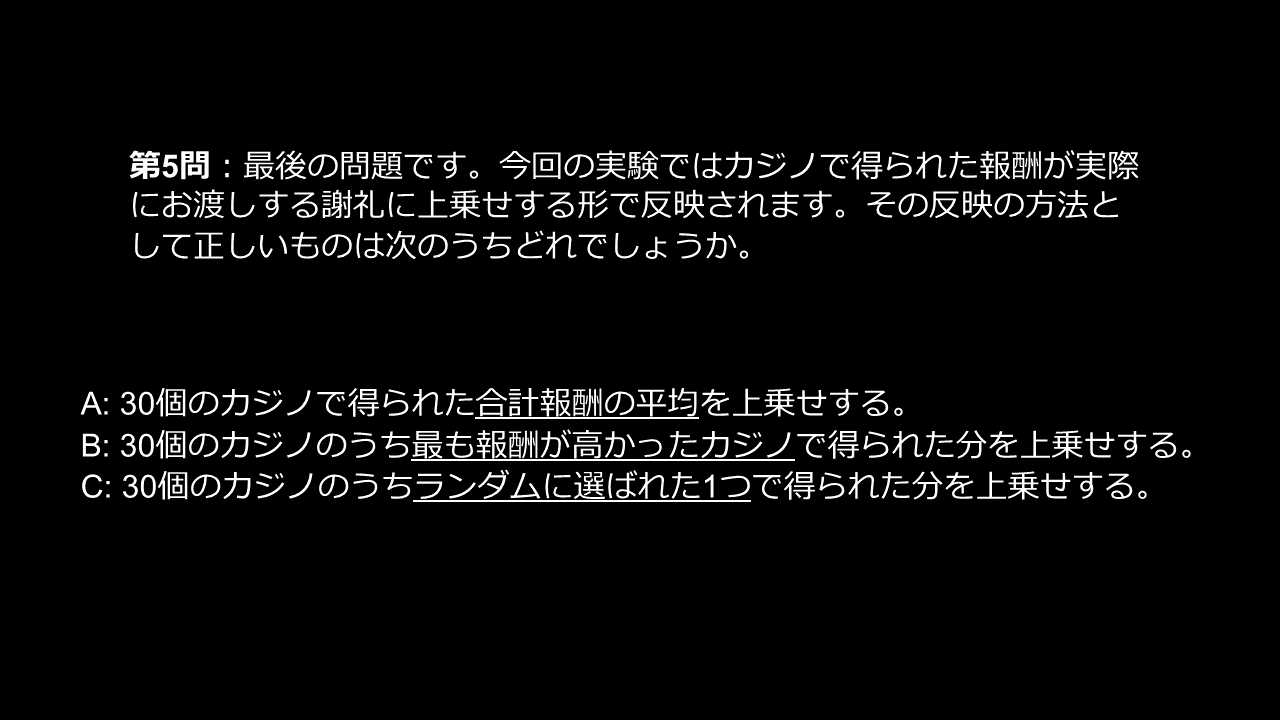 第5問：最後の問題です。今回の実験ではカジノで得られた報酬が実際
にお渡しする謝礼に上乗せする形で反映されます。その反映の方法と
して正しいものは次のうちどれでしょうか。
A: 30個のカジノで得られた合計報酬の平均を上乗せする。
B: 30個のカジノのうち最も報酬が高かったカジノで得られた分を上乗せする。
C: 30個のカジノのうちランダムに選ばれた1つで得られた分を上乗せする。